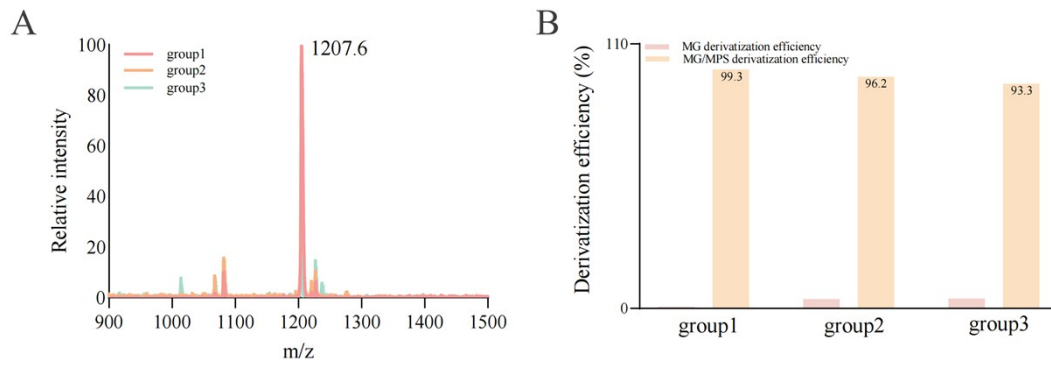 A
Relative intensity
100
80
60
40
20
0
group1
group2
group3
1207.6
900 1000 1100 1200 1300 1400 1500
m/z
B
Derivatization efficiency (%)
110
0
MG derivatization efficiency
MG/MPS derivatization efficiency
99.3 96.2 93.3
group1 group2 group3